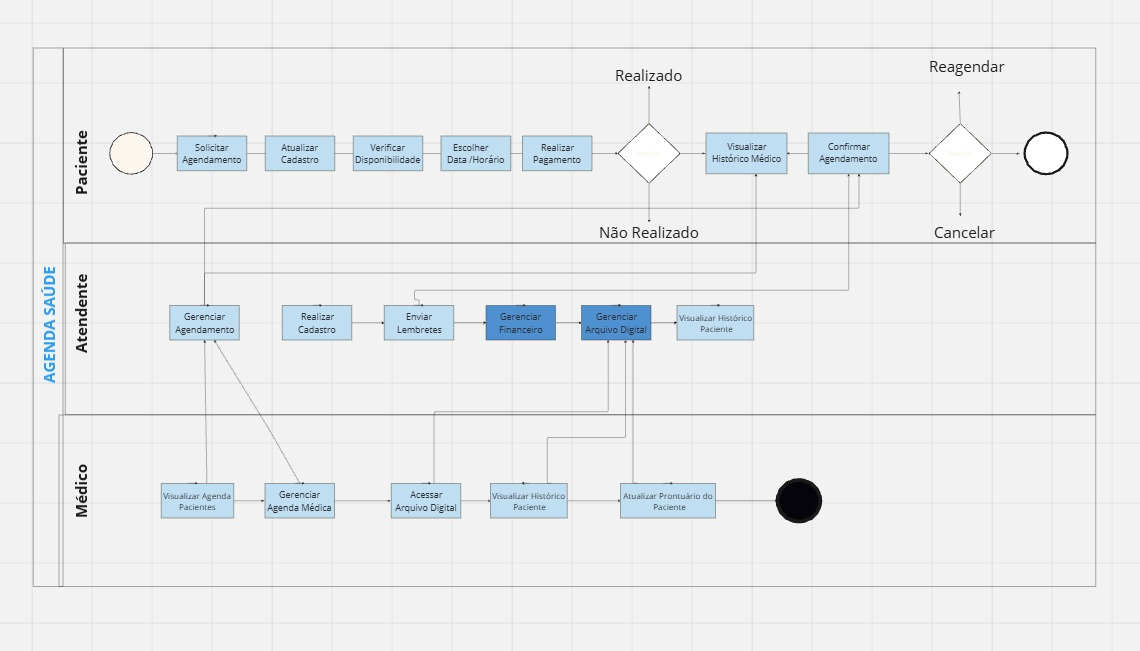 AGENDA SAÚDE
Paciente
Realizado
Reagendar
Solicitar
Agendamento
Atualizar
Cadastro
Verificar
Disponibilidade
Escolher
Data /Horário
Realizar
Pagamento
Visualizar
Histórico Médico
Confirmar
Agendamento
Não Realizado
Cancelar
Atendente
Gerenciar
Agendamento
Realizar
Cadastro
Enviar
Lembretes
Gerenciar
Financeiro
Gerenciar
Arquivo Digital
Visualizar Histórico
Paciente
Médico
Visualizar Agenda
Pacientes
Gerenciar
Agenda Médica
Acessar
Arquivo Digital
Visualizar Histórico
Paciente
Atualizar Prontuário do
Paciente